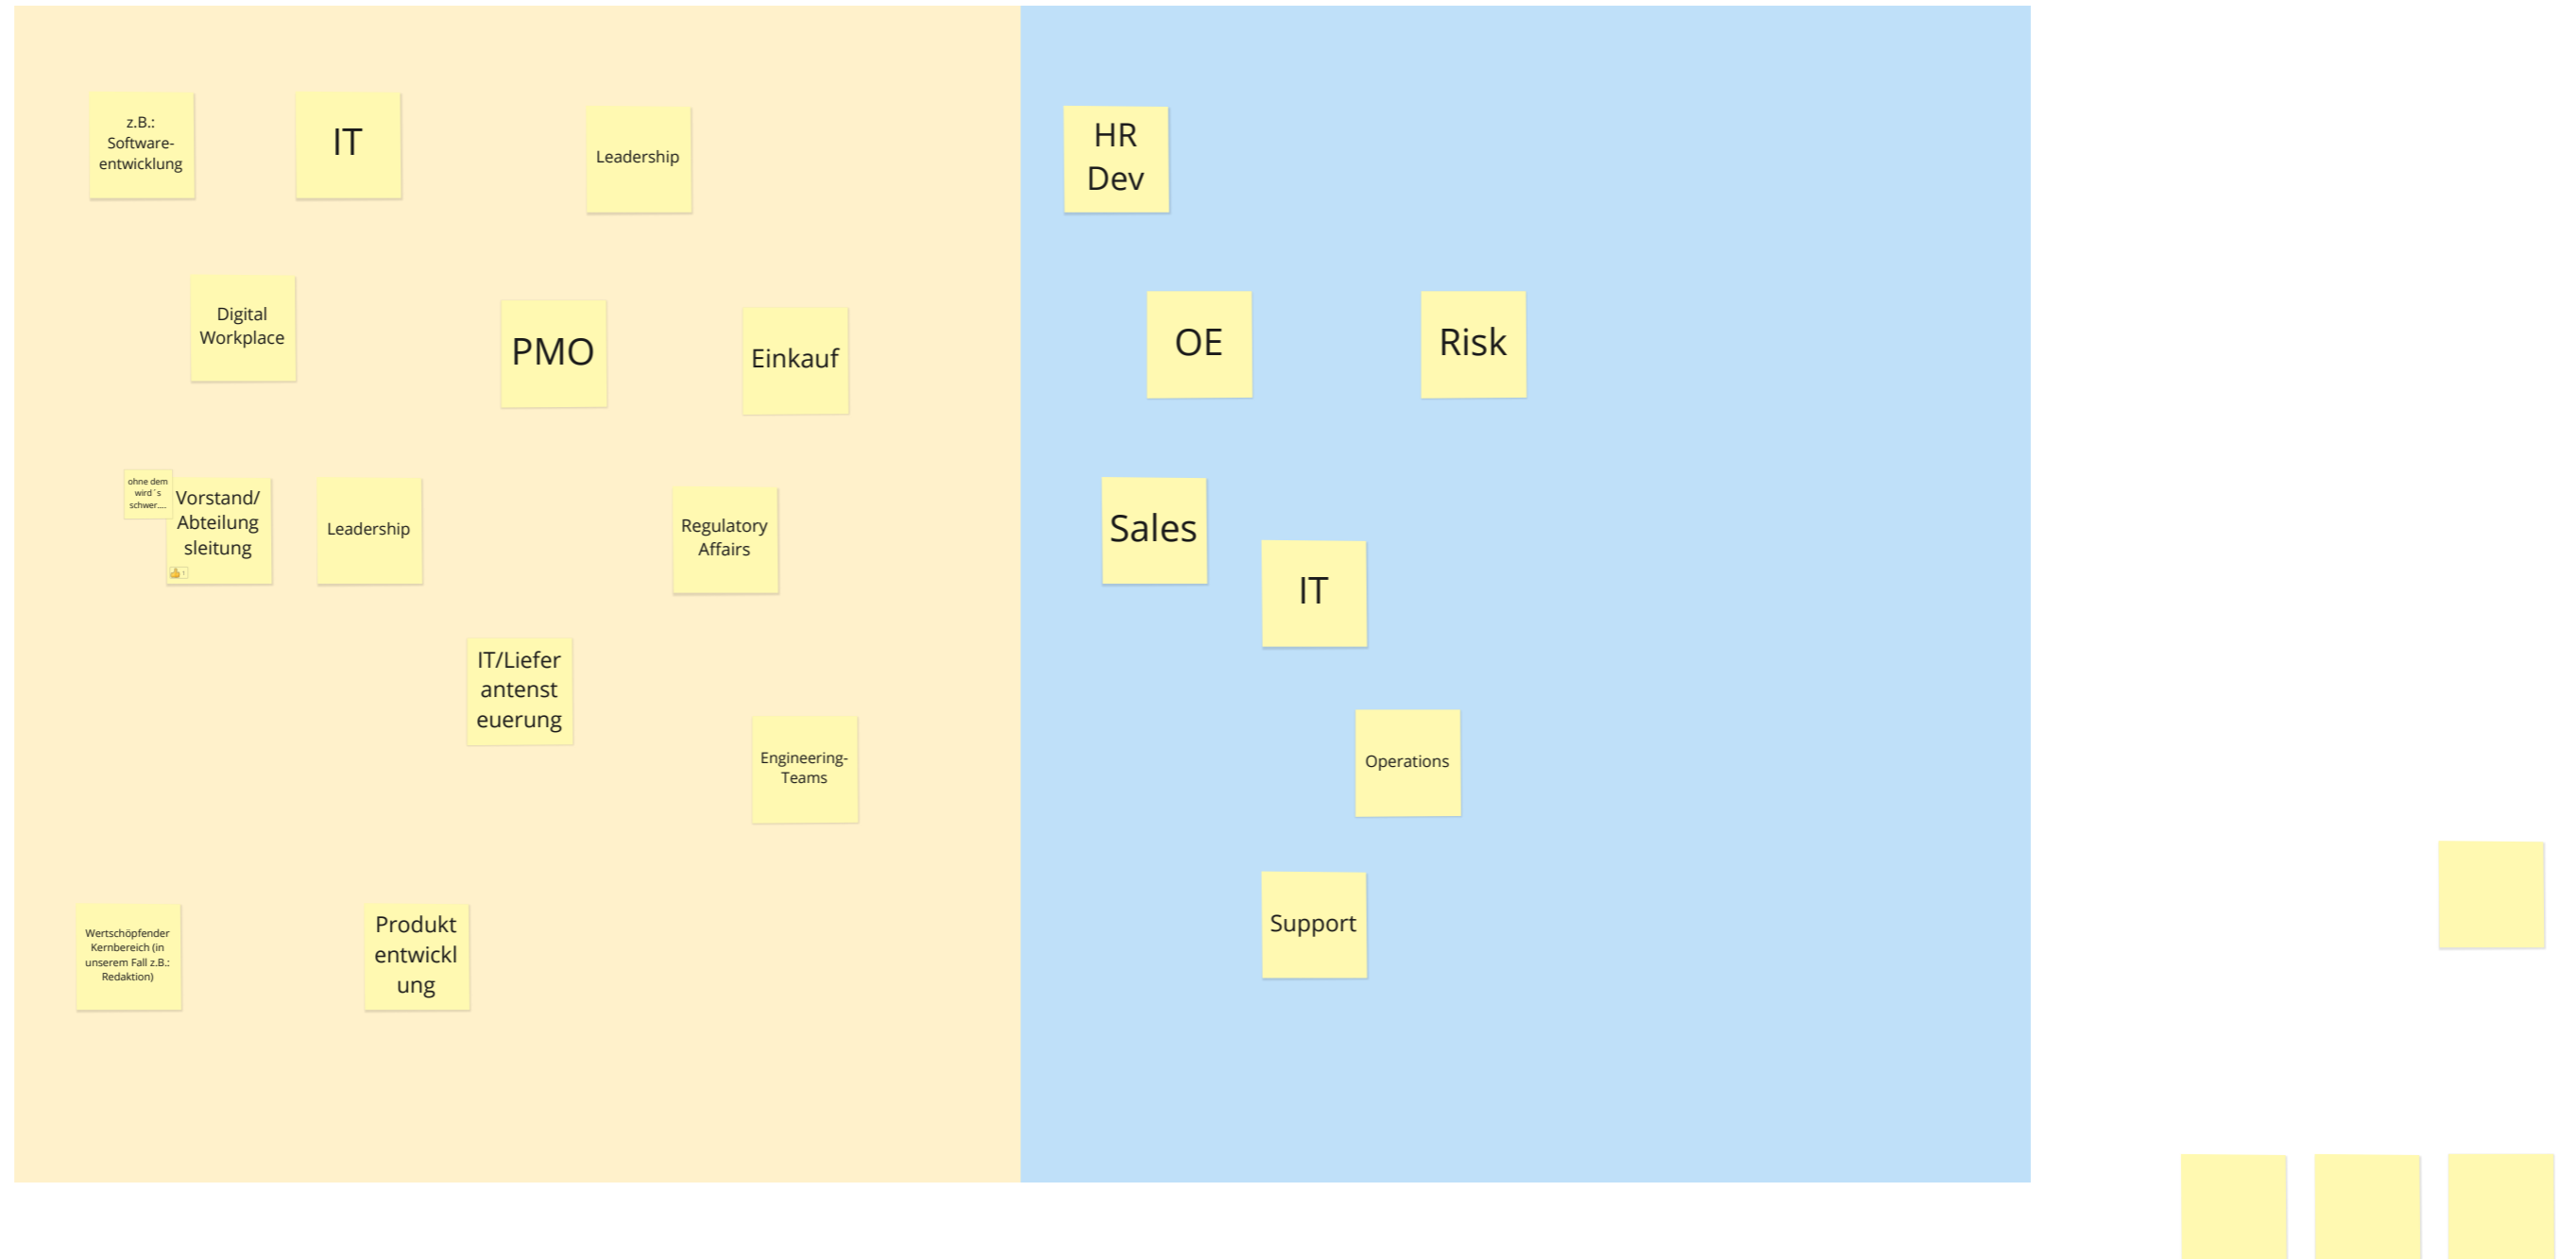 z.B.:
Software-
entwicklung
IT
Leadership
Digital
Workplace
PMO
Einkauf
ohne dem
wird´s
schwer....
Vorstand/
Abteilung
sleitung
1
Leadership
Regulatory
Affairs
IT/Liefer
antenst
euerung
Engineering-
Teams
Wertschöpfender
Kernbereich (in
unserem Fall z.B.:
Redaktion)
Produkt
entwickl
ung
HR
Dev
OE
Risk
Sales
IT
Operations
Support